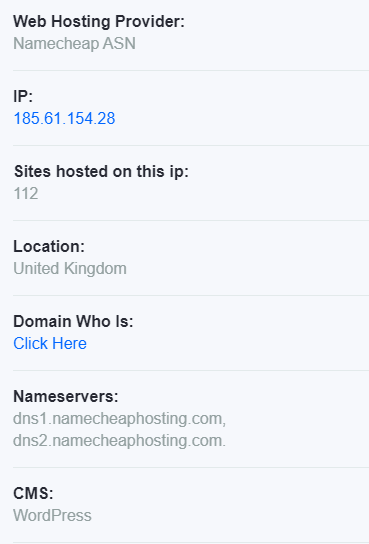 Web Hosting Provider:
Namecheap ASN
IP:
185.61.154.28
Sites hosted on this ip:
112
Location:
United Kingdom
Domain Who Is:
Click Here
Nameservers:
dns1.namecheaphosting.com,
dns2.namecheaphosting.com.
CMS:
WordPress